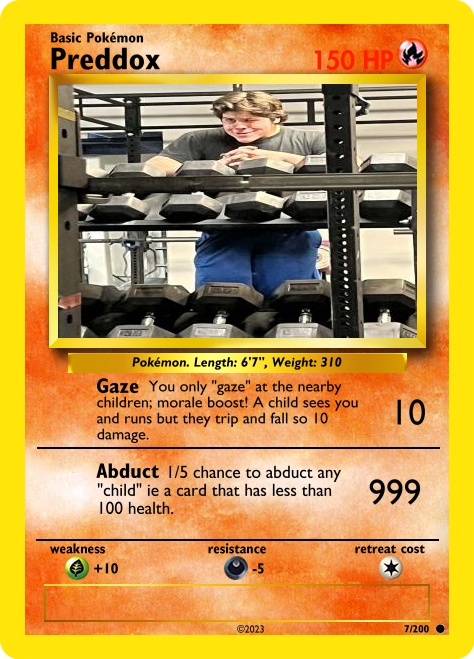 Basic Pokémon
Preddox
150 HP
Pokémon. Length: 6'7", Weight: 310
Gaze You only "gaze" at the nearby
children; morale boost! A child sees you
and runs but they trip and fall so 10
damage.
10
Abduct 1/5 chance to abduct any
"child" ie a card that has less than
100 health.
999
weakness
+10
resistance
-5
retreat cost
©2023
7/200